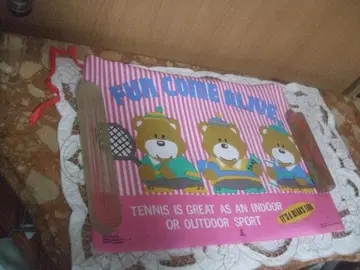 FUN COME ALIVE
TENNIS IS GREAT AS AN INDOOR
OR OUTDOOR SPORT